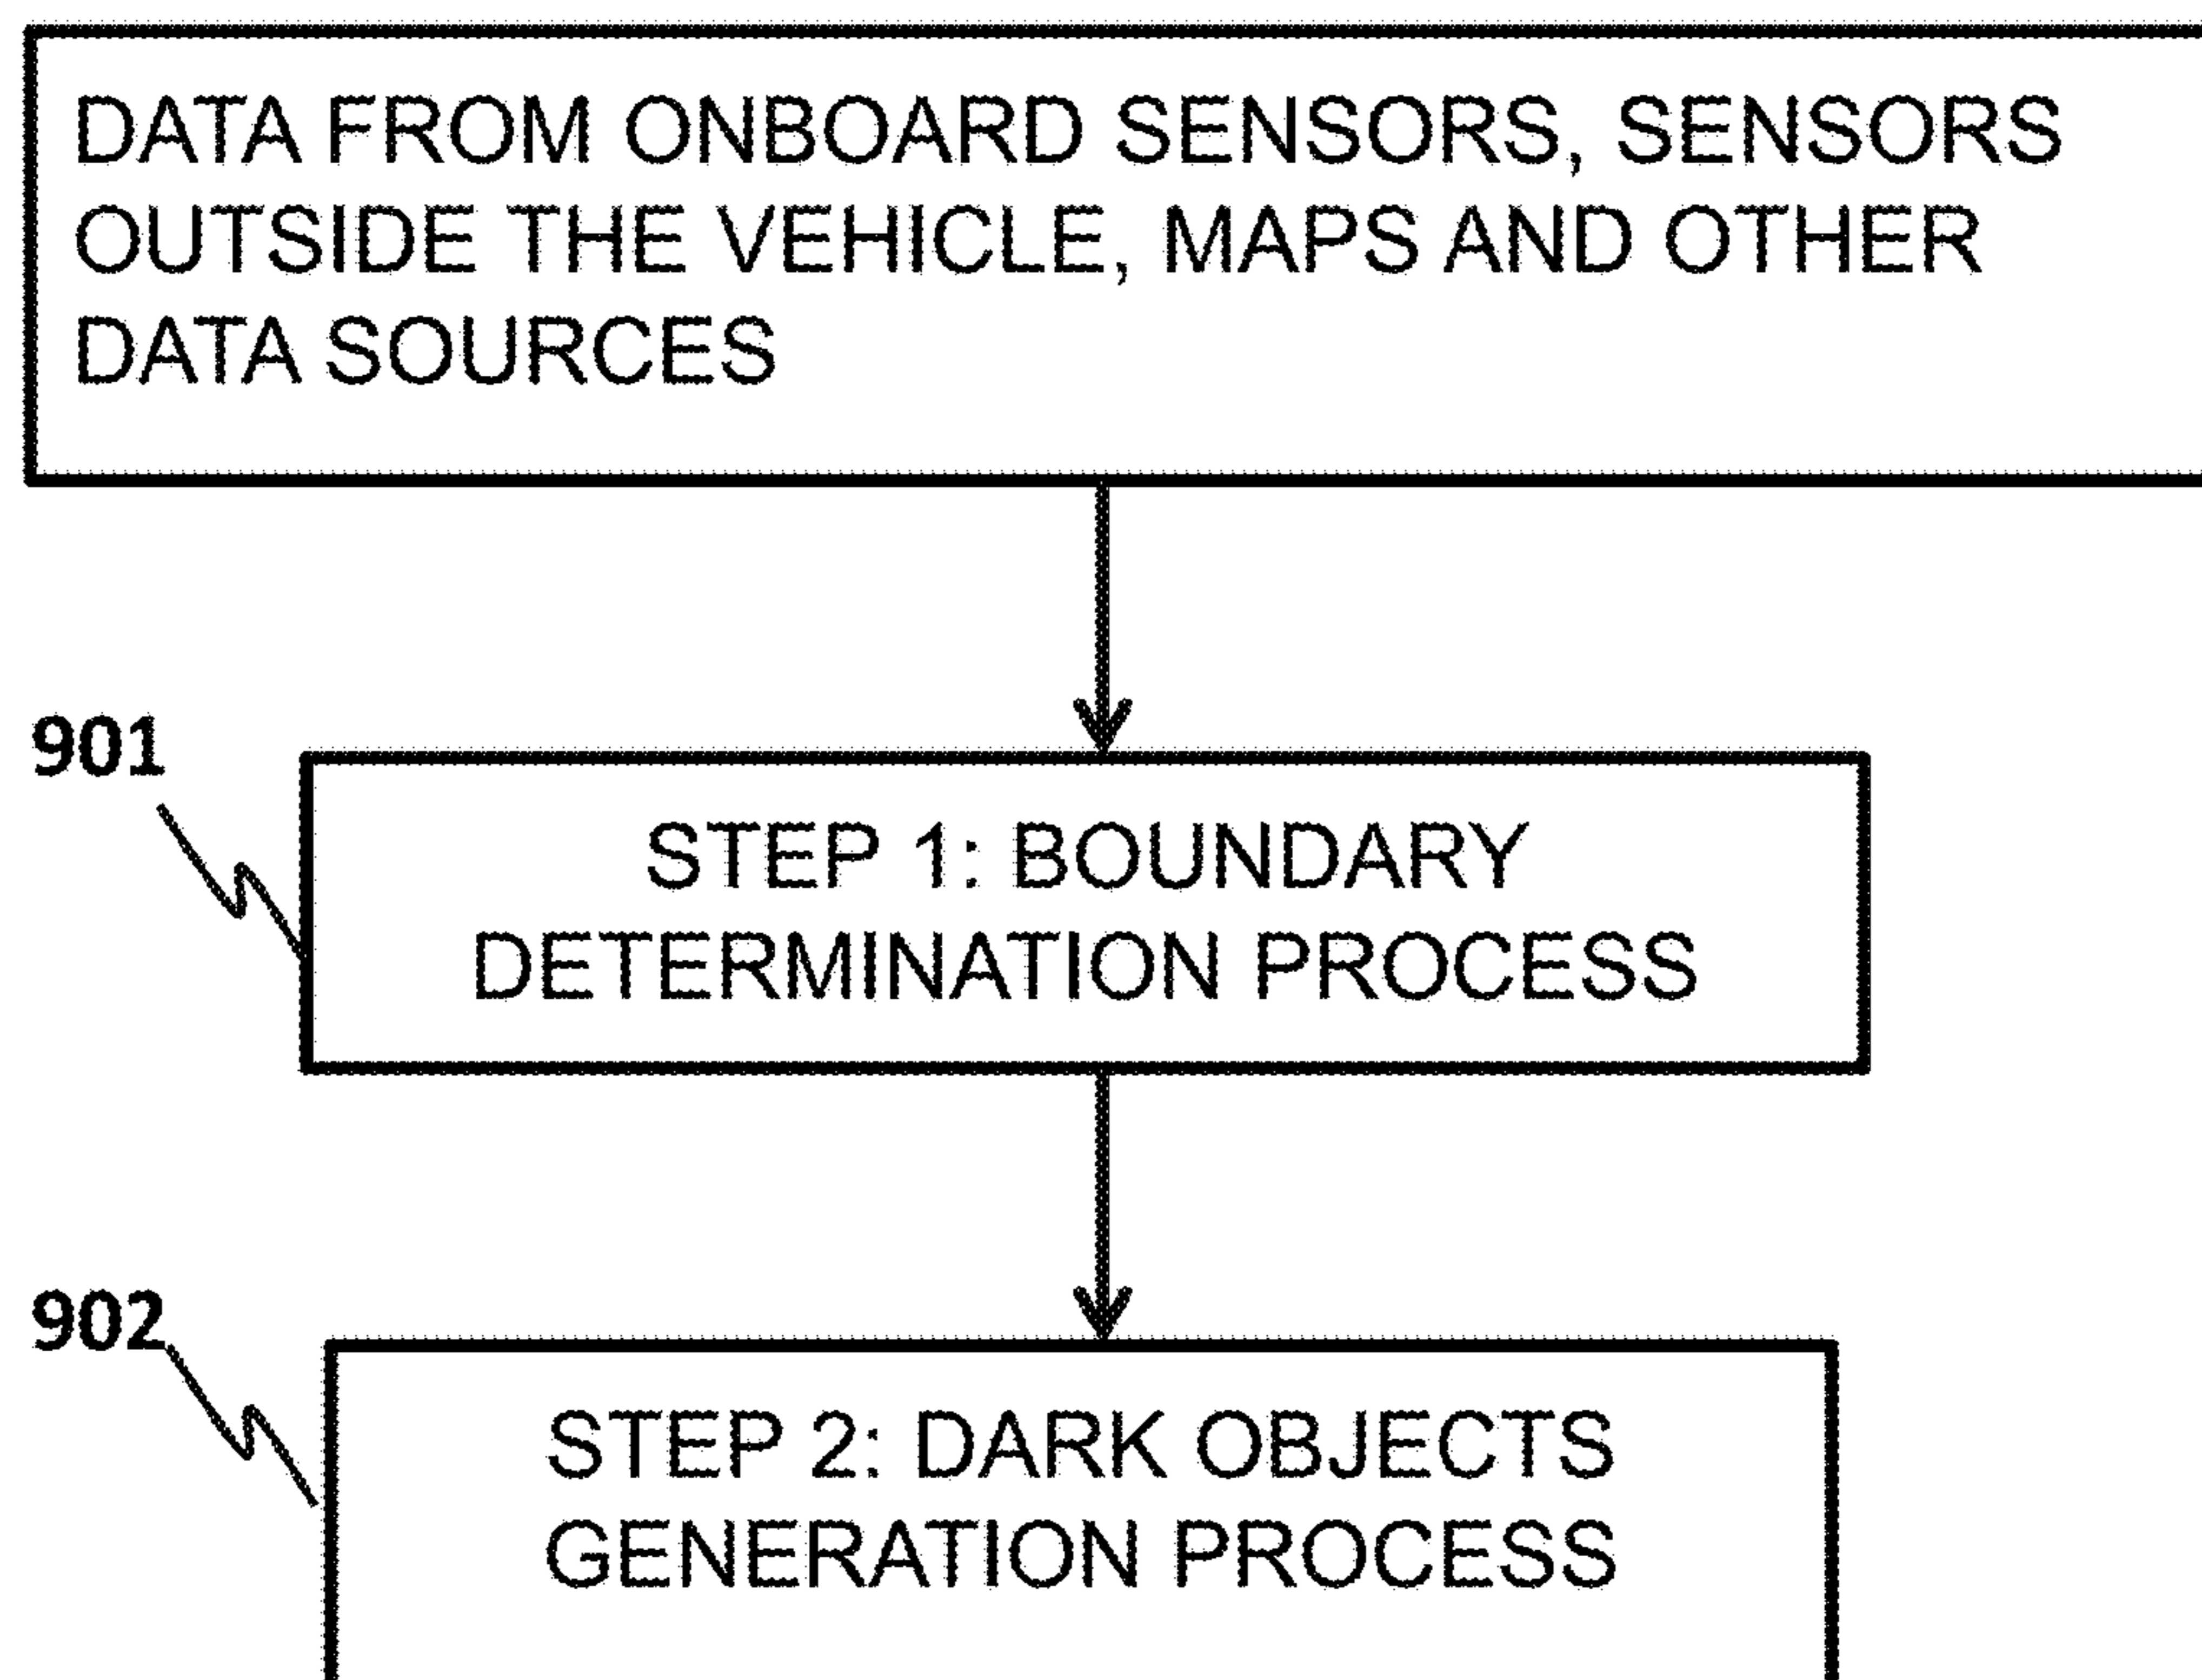 DATA FROM ONBOARD SENSORS, SENSORS
OUTSIDE THE VEHICLE, MAPS AND OTHER
DATA SOURCES
901
STEP 1: BOUNDARY
DETERMINATION PROCESS
902
STEP 2: DARK OBJECTS
GENERATION PROCESS